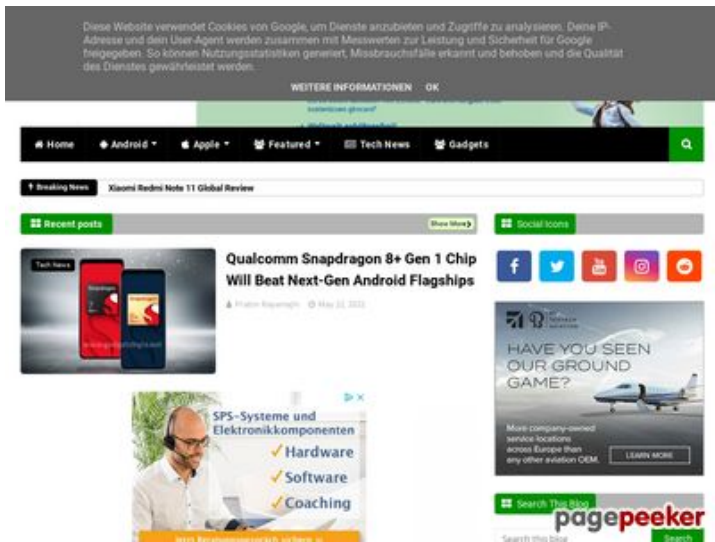 Diese Website verwendet Cookies von Google, um Dienste anzubieten und Zugriffe zu analysieren. Deine IP-
Adresse und dein User-Agent werden zusammen mit Messwerten zur Leistung und Sicherheit für Google
freigegeben. So können Nutzungsstatistiken generiert, Missbrauchsfälle erkannt und behoben und die Qualität
des Dienstes gewährleistet werden.
WEITERE INFORMATIONEN OK
Home Android Apple Featured Tech News Gadgets
Breaking News Xiaomi Redmi Note 11 Global Review
Recent posts Show More
Social Icons
Tech News
Qualcomm Snapdragon 8+ Gen 1 Chip
Will Beat Next-Gen Android Flagships
May 22, 2022
HAVE YOU SEEN
OUR GROUND
GAME?
More company-owned
service locations
across Europe than
any other aviation OEM.
LEARN MORE
SPS-Systeme und
Elektronikkomponenten
Hardware
Software
Coaching
Search This Blog
Search this blog Search
pagepeeker